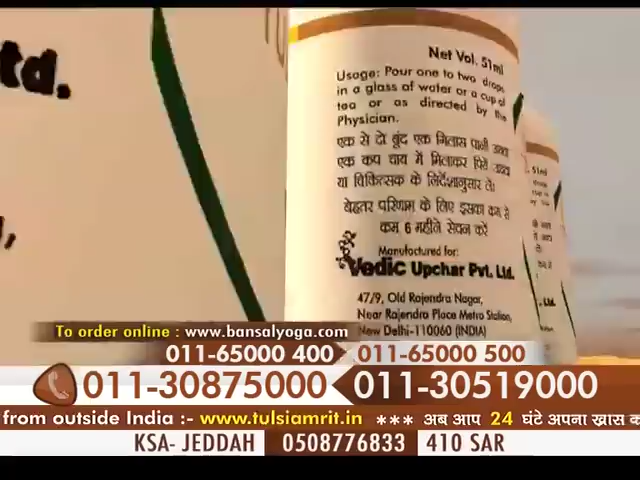 td.
Net Vol. 51ml
Usage: Pour one to two drops
in a glass of water or a cup of
tea or as directed by the
Physician.
एक से दो बूंद एक गिलास पानी अथवा
एक कप चाय में मिलाकर पियें अथवा
या चिकित्सक के निर्देशानुसार लें।
बेहतर परिणाम के लिए इसका कम से
कम 6 महीने सेवन करें
Manufactured for:
Vedic Upchar Pvt. Ltd.
47/9, Old Rajendra Nagar,
Near Rajendra Place Metro Station,
New Delhi-110060 (INDIA)
51ml
Ltd.
To order online : www.bansalyoga.com
011-65000 400 011-65000 500
011-30875000 011-30519000
from outside India :- www.tulsiamrit.in *** अब आप 24 घंटे अपना ख़ास क
KSA- JEDDAH 0508776833 410 SAR